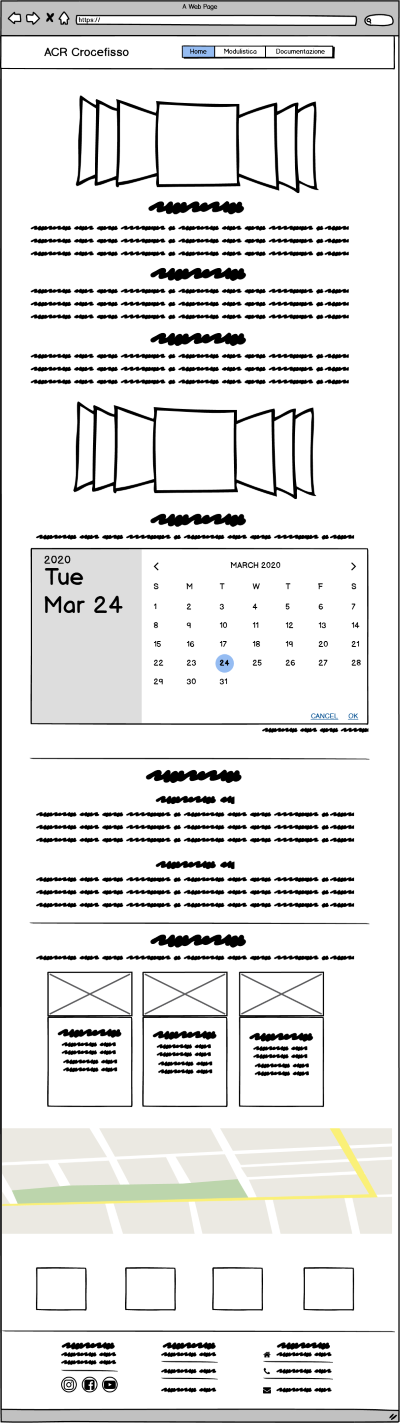 A Web Page
https://
ACR Crocefisso
Home Modulistica Documentazione
2020
Tue
Mar 24
MARCH 2020
S M T W T F S
1 2 3 4 5 6 7
8 9 10 11 12 13 14
15 16 17 18 19 20 21
22 23 24 25 26 27 28
29 30 31
CANCEL OK